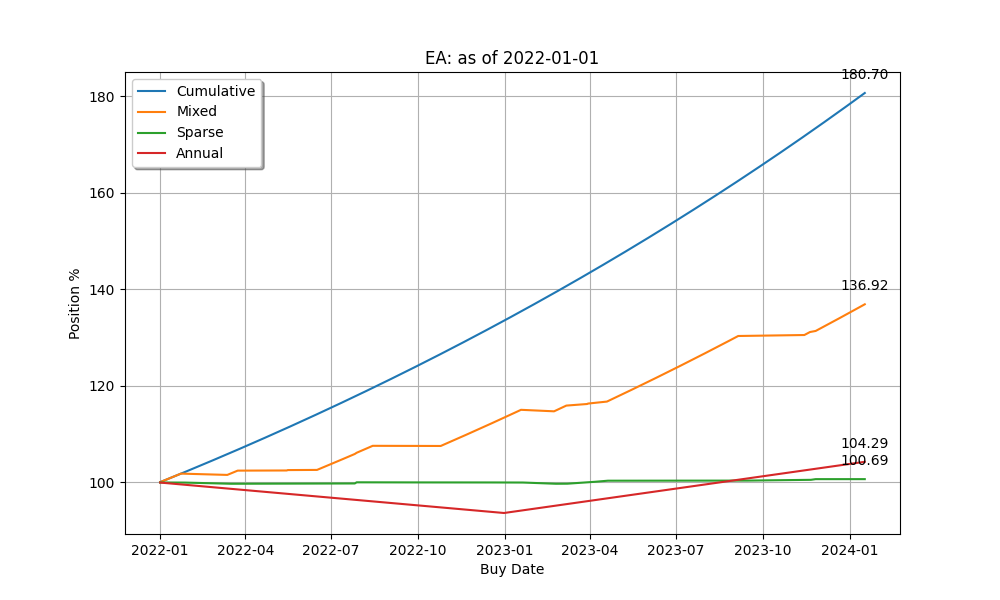 EA: as of 2022-01-01
180.70
Cumulative
Mixed
Sparse
Annual
136.92
104.29
100.69
180
160
140
120
100
Position %
2022-01 2022-04 2022-07 2022-10 2023-01 2023-04 2023-07 2023-10 2024-01
Buy Date